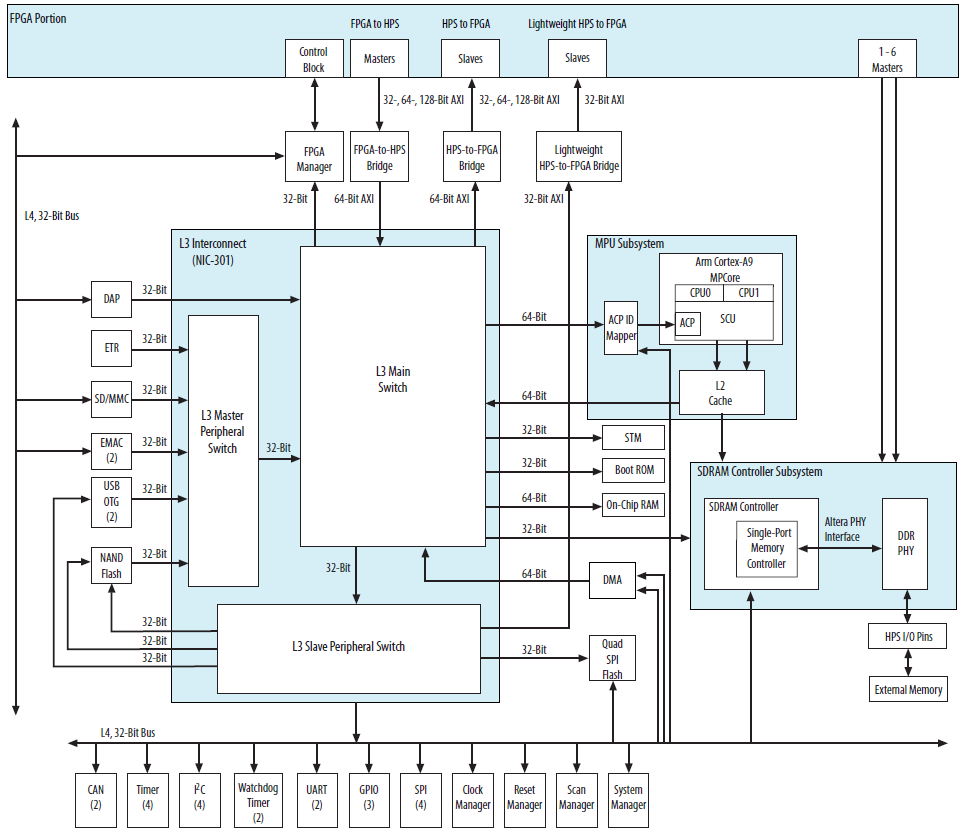 FPGA Portion
FPGA to HPS
HPS to FPGA
Lightweight HPS to FPGA
Control
Block
Masters
Slaves
Slaves
1 - 6
Masters
32-, 64-, 128-Bit AXI
32-, 64-, 128-Bit AXI
32-Bit AXI
FPGA
Manager
FPGA-to-HPS
Bridge
HPS-to-FPGA
Bridge
Lightweight
HPS-to-FPGA Bridge
32-Bit
64-Bit AXI
64-Bit AXI
32-Bit AXI
L4, 32-Bit Bus
L3 Interconnect
(NIC-301)
MPU Subsystem
Arm Cortex-A9
MPCore
CPU0
CPU1
ACP
SCU
ACP ID
Mapper
L2
Cache
DAP
32-Bit
ETR
32-Bit
SD/MMC
32-Bit
EMAC
(2)
32-Bit
USB
OTG
(2)
32-Bit
NAND
Flash
32-Bit
L3 Master
Peripheral
Switch
32-Bit
L3 Main
Switch
64-Bit
64-Bit
32-Bit
STM
32-Bit
Boot ROM
64-Bit
On-Chip RAM
32-Bit
SDRAM Controller Subsystem
SDRAM Controller
Single-Port
Memory
Controller
Altera PHY
Interface
DDR
PHY
HPS I/O Pins
External Memory
32-Bit
64-Bit
DMA
32-Bit
32-Bit
32-Bit
L3 Slave Peripheral Switch
32-Bit
Quad
SPI
Flash
L4, 32-Bit Bus
CAN
(2)
Timer
(4)
I²C
(4)
Watchdog
Timer
(2)
UART
(2)
GPIO
(3)
SPI
(4)
Clock
Manager
Reset
Manager
Scan
Manager
System
Manager